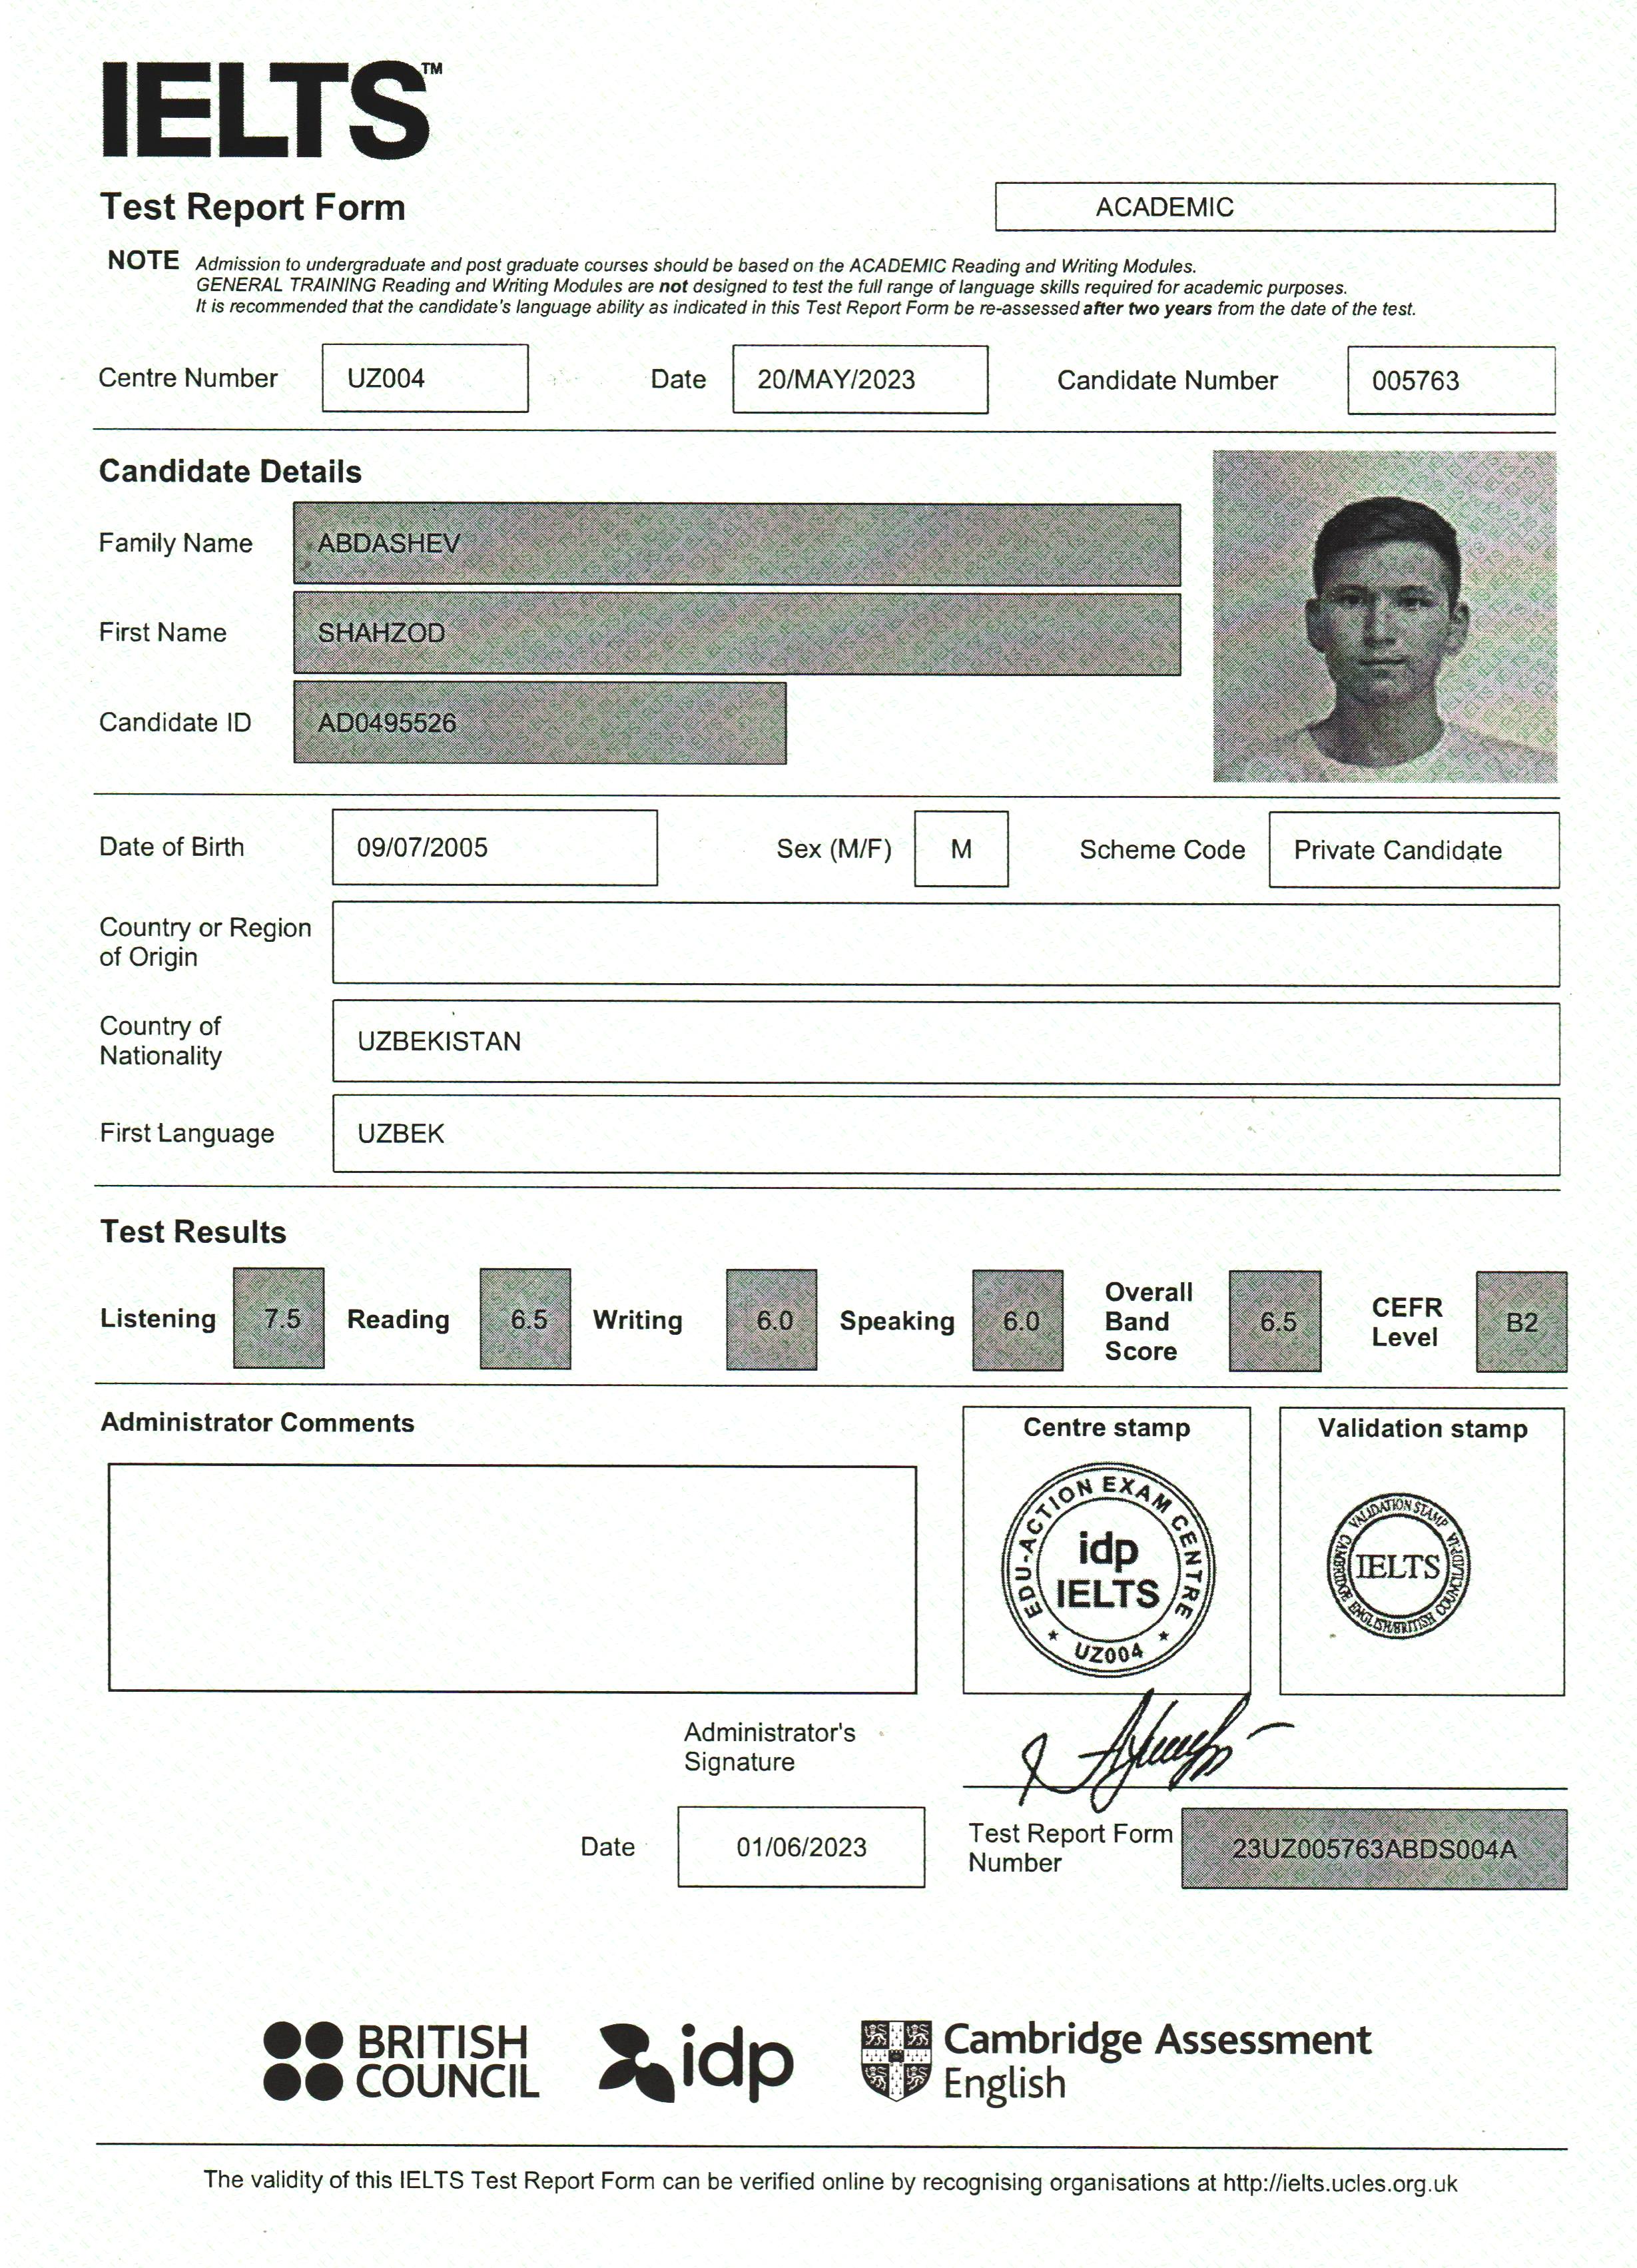 IELTS™
Test Report Form
ACADEMIC
NOTE Admission to undergraduate and post graduate courses should be based on the ACADEMIC Reading and Writing Modules.
GENERAL TRAINING Reading and Writing Modules are not designed to test the full range of language skills required for academic purposes.
It is recommended that the candidate's language ability as indicated in this Test Report Form be re-assessed after two years from the date of the test.
Centre Number UZ004 Date 20/MAY/2023 Candidate Number 005763
Candidate Details
Family Name ABDASHEV
First Name SHAHZOD
Candidate ID AD0495526
Date of Birth 09/07/2005 Sex (M/F) M Scheme Code Private Candidate
Country or Region
of Origin
Country of
Nationality
UZBEKISTAN
First Language UZBEK
Test Results
Listening 7.5 Reading 6.5 Writing 6.0 Speaking 6.0
Overall
Band
Score
6.5
CEFR
Level
B2
Administrator Comments
Centre stamp
EDU-ACTION EXAM CENTRE
idp
IELTS
UZ004
Validation stamp
VALIDATION STAMP
IELTS
CAMBRIDGE ENGLISH/BRITISH COUNCIL/IDP:IA
Administrator's
Signature
Date 01/06/2023
Test Report Form
Number
23UZ005763ABDS004A
BRITISH
COUNCIL
idp
Cambridge Assessment
English
The validity of this IELTS Test Report Form can be verified online by recognising organisations at http://ielts.ucles.org.uk